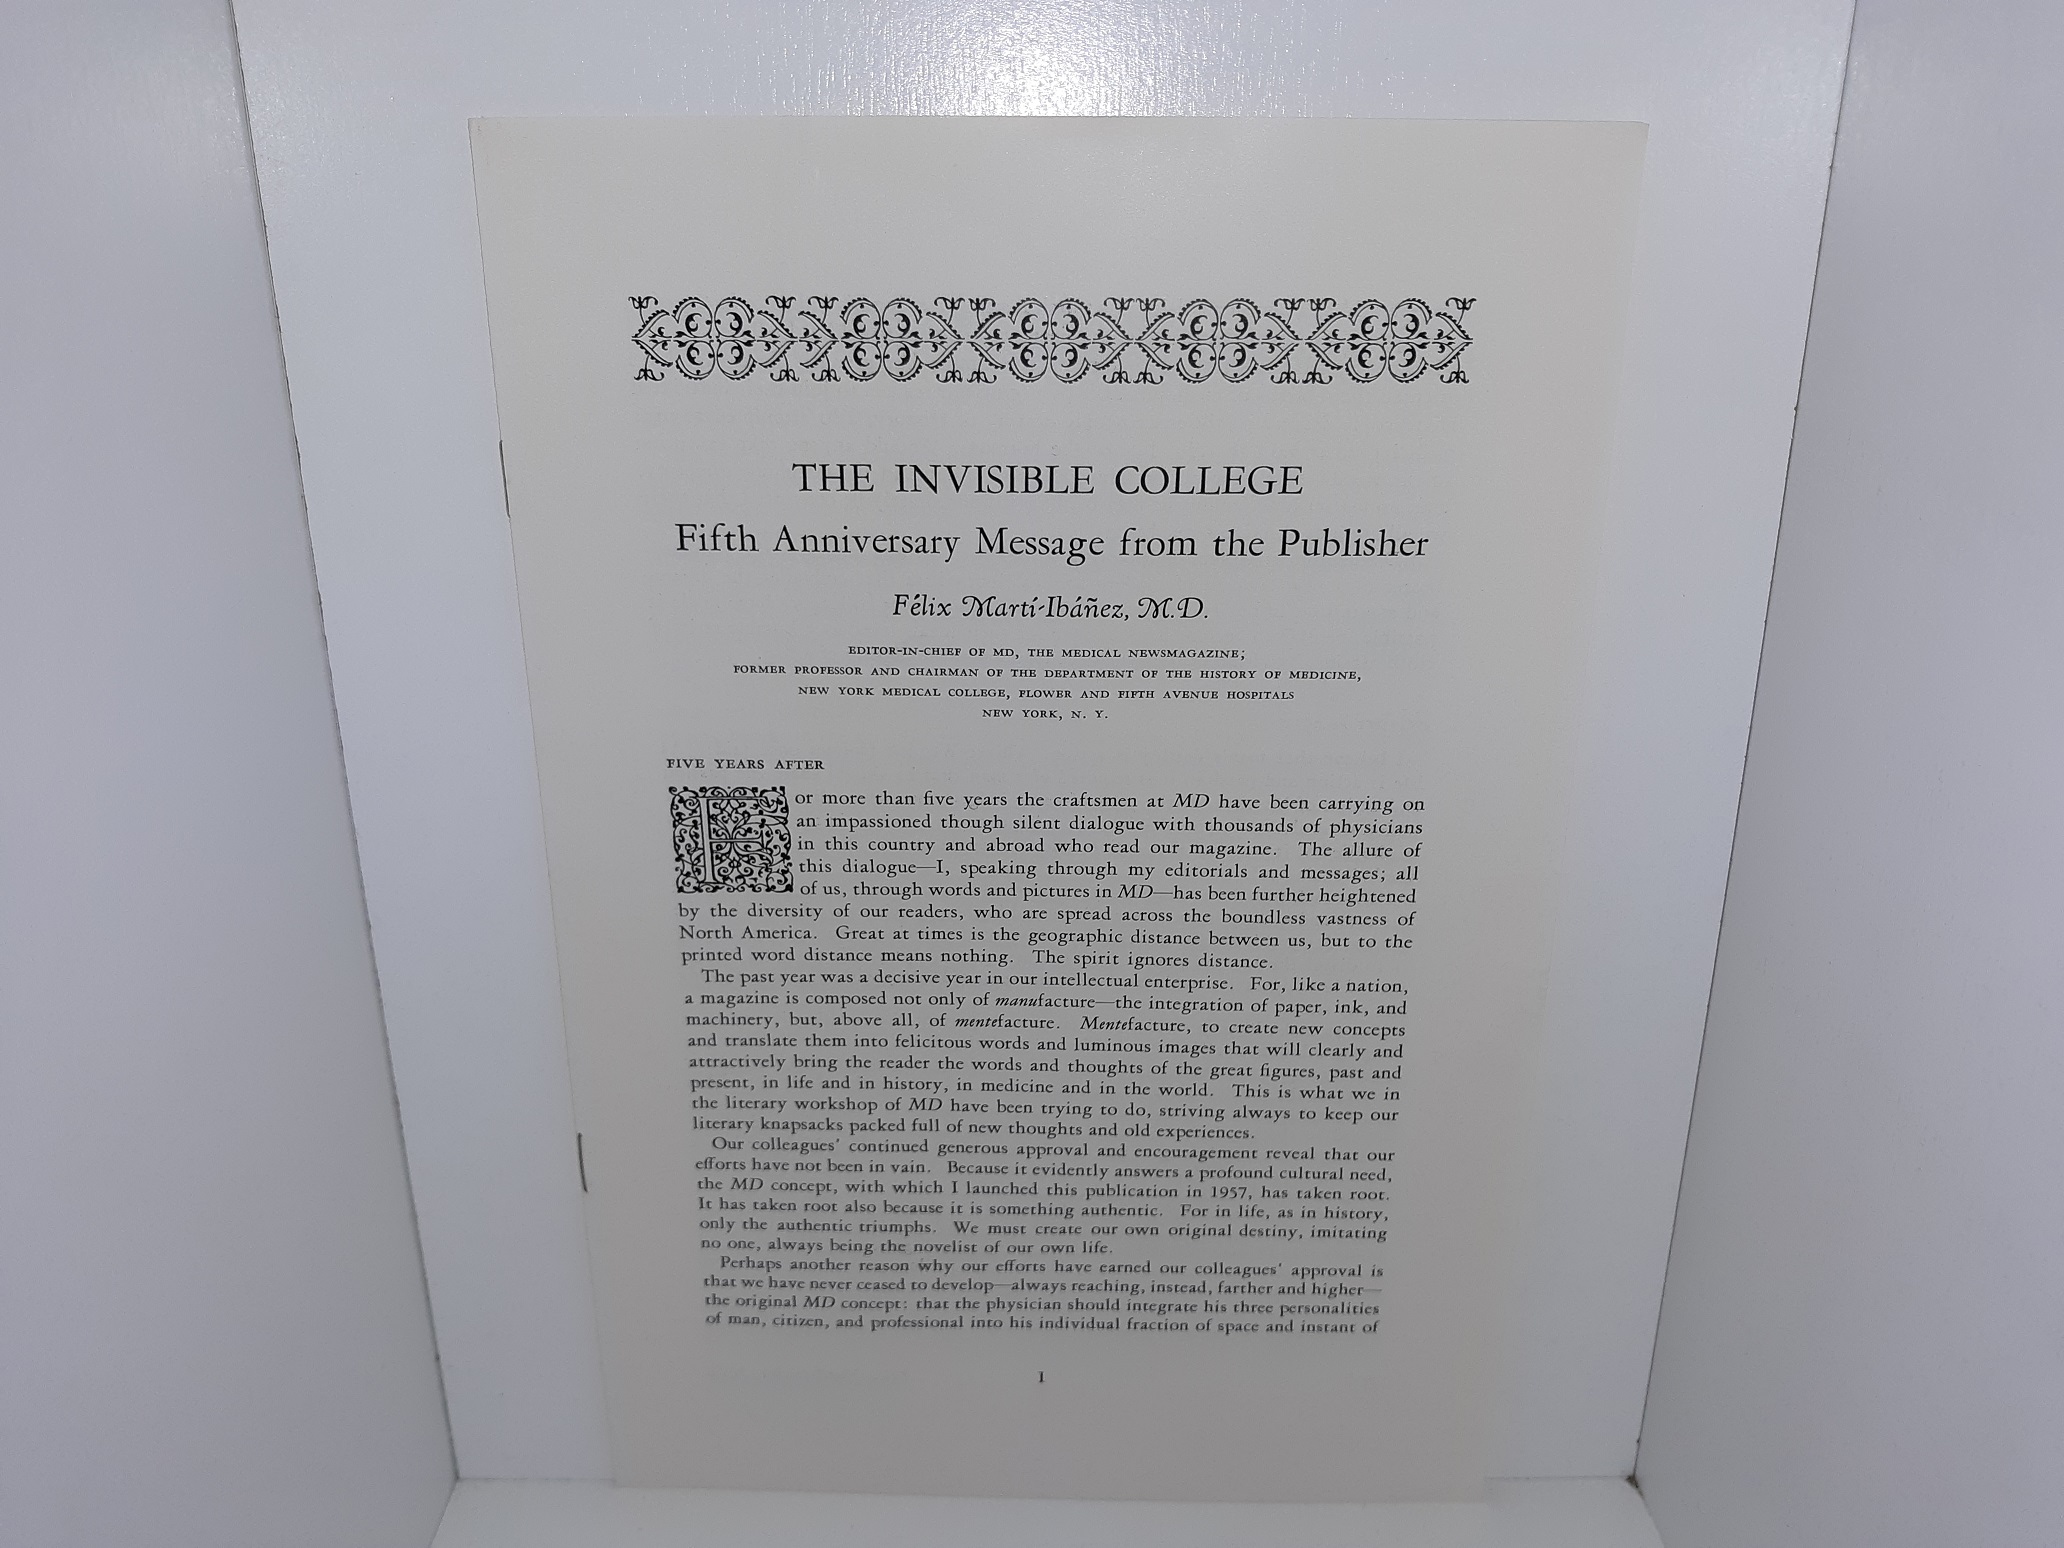 THE INVISIBLE COLLEGE
Fifth Anniversary Message from the Publisher
Félix Martí-Ibáñez, M.D.
EDITOR-IN-CHIEF OF MD, THE MEDICAL NEWSMAGAZINE;
FORMER PROFESSOR AND CHAIRMAN OF THE DEPARTMENT OF THE HISTORY OF MEDICINE,
NEW YORK MEDICAL COLLEGE, FLOWER AND FIFTH AVENUE HOSPITALS
NEW YORK, N. Y.
FIVE YEARS AFTER
For more than five years the craftsmen at MD have been carrying on
an impassioned though silent dialogue with thousands of physicians
in this country and abroad who read our magazine. The allure of
this dialogue—I, speaking through my editorials and messages; all
of us, through words and pictures in MD—has been further heightened
by the diversity of our readers, who are spread across the boundless vastness of
North America. Great at times is the geographic distance between us, but to the
printed word distance means nothing. The spirit ignores distance.
The past year was a decisive year in our intellectual enterprise. For, like a nation,
a magazine is composed not only of manufacture—the integration of paper, ink, and
machinery, but, above all, of mentefacture. Mentefacture, to create new concepts
and translate them into felicitous words and luminous images that will clearly and
attractively bring the reader the words and thoughts of the great figures, past and
present, in life and in history, in medicine and in the world. This is what we in
the literary workshop of MD have been trying to do, striving always to keep our
literary knapsacks packed full of new thoughts and old experiences.
Our colleagues' continued generous approval and encouragement reveal that our
efforts have not been in vain. Because it evidently answers a profound cultural need,
the MD concept, with which I launched this publication in 1957, has taken root.
It has taken root also because it is something authentic. For in life, as in history,
only the authentic triumphs. We must create our own original destiny, imitating
no one, always being the novelist of our own life.
Perhaps another reason why our efforts have earned our colleagues' approval is
that we have never ceased to develop—always reaching, instead, farther and higher—
the original MD concept: that the physician should integrate his three personalities
of man, citizen, and professional into his individual fraction of space and instant of
1